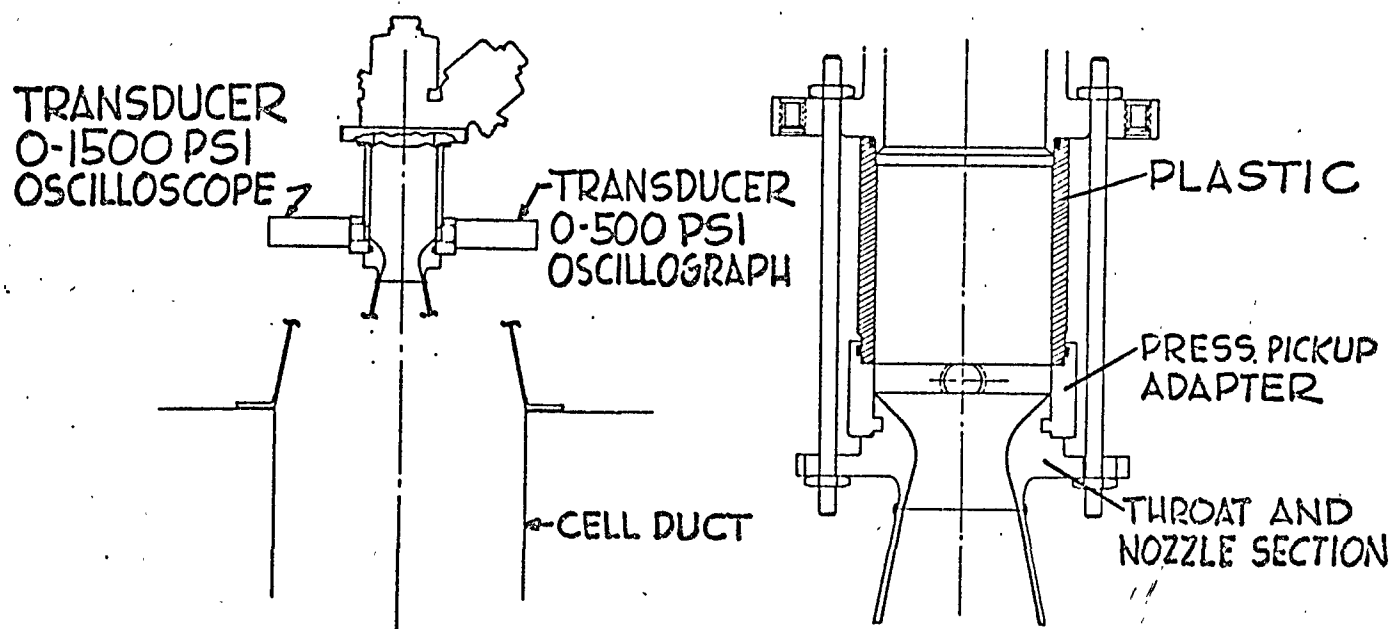 TRANSDUCER
0-1500 PSI
OSCILLOSCOPE
TRANSDUCER
0-500 PSI
OSCILLOGRAPH
CELL DUCT
PLASTIC
PRESS. PICKUP
ADAPTER
THROAT AND
NOZZLE SECTION